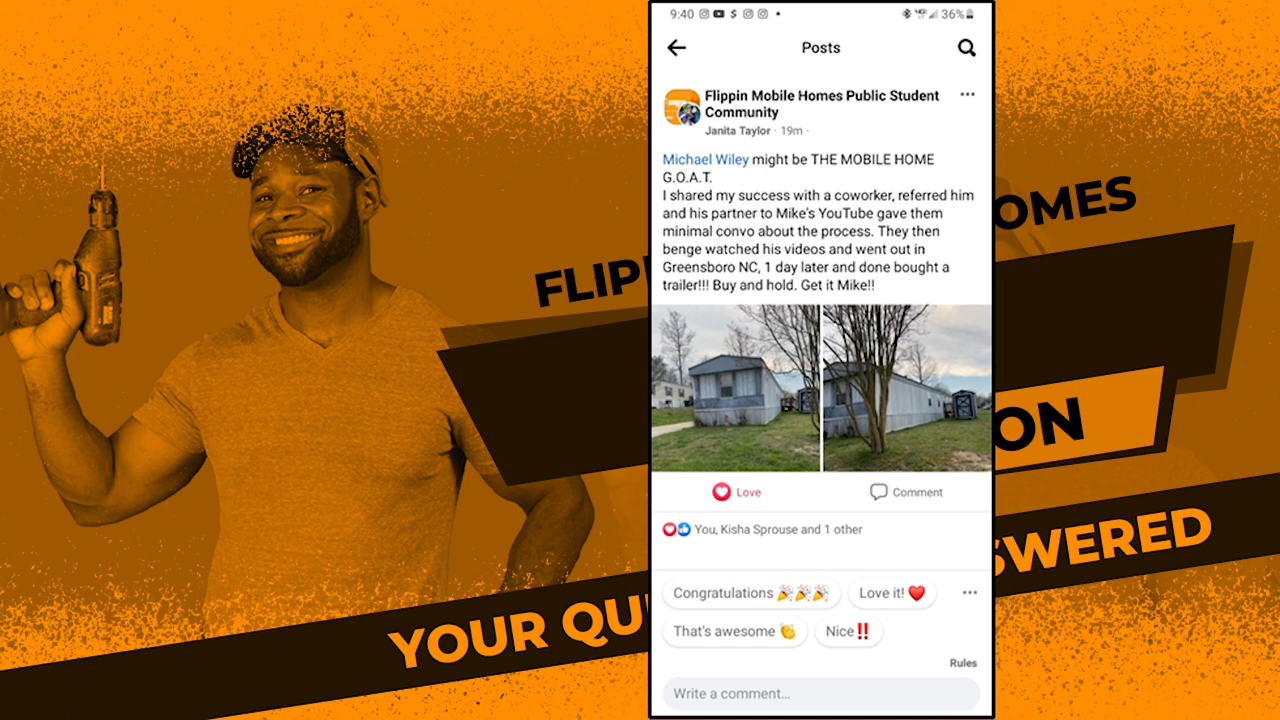 9:40 $ 36%
Posts
Flippin Mobile Homes Public Student
Community
Janita Taylor · 19m ·
Michael Wiley might be THE MOBILE HOME
G.O.A.T.
I shared my success with a coworker, referred him
and his partner to Mike's YouTube gave them
minimal convo about the process. They then
benge watched his videos and went out in
Greensboro NC, 1 day later and done bought a
trailer!!! Buy and hold. Get it Mike!!
Love
Comment
You, Kisha Sprouse and 1 other
Congratulations 🎉🎉🎉
Love it! ❤️
That's awesome 👏
Nice‼️
Rules
Write a comment...
FLIP
OMES
ON
YOUR QU
SWERED